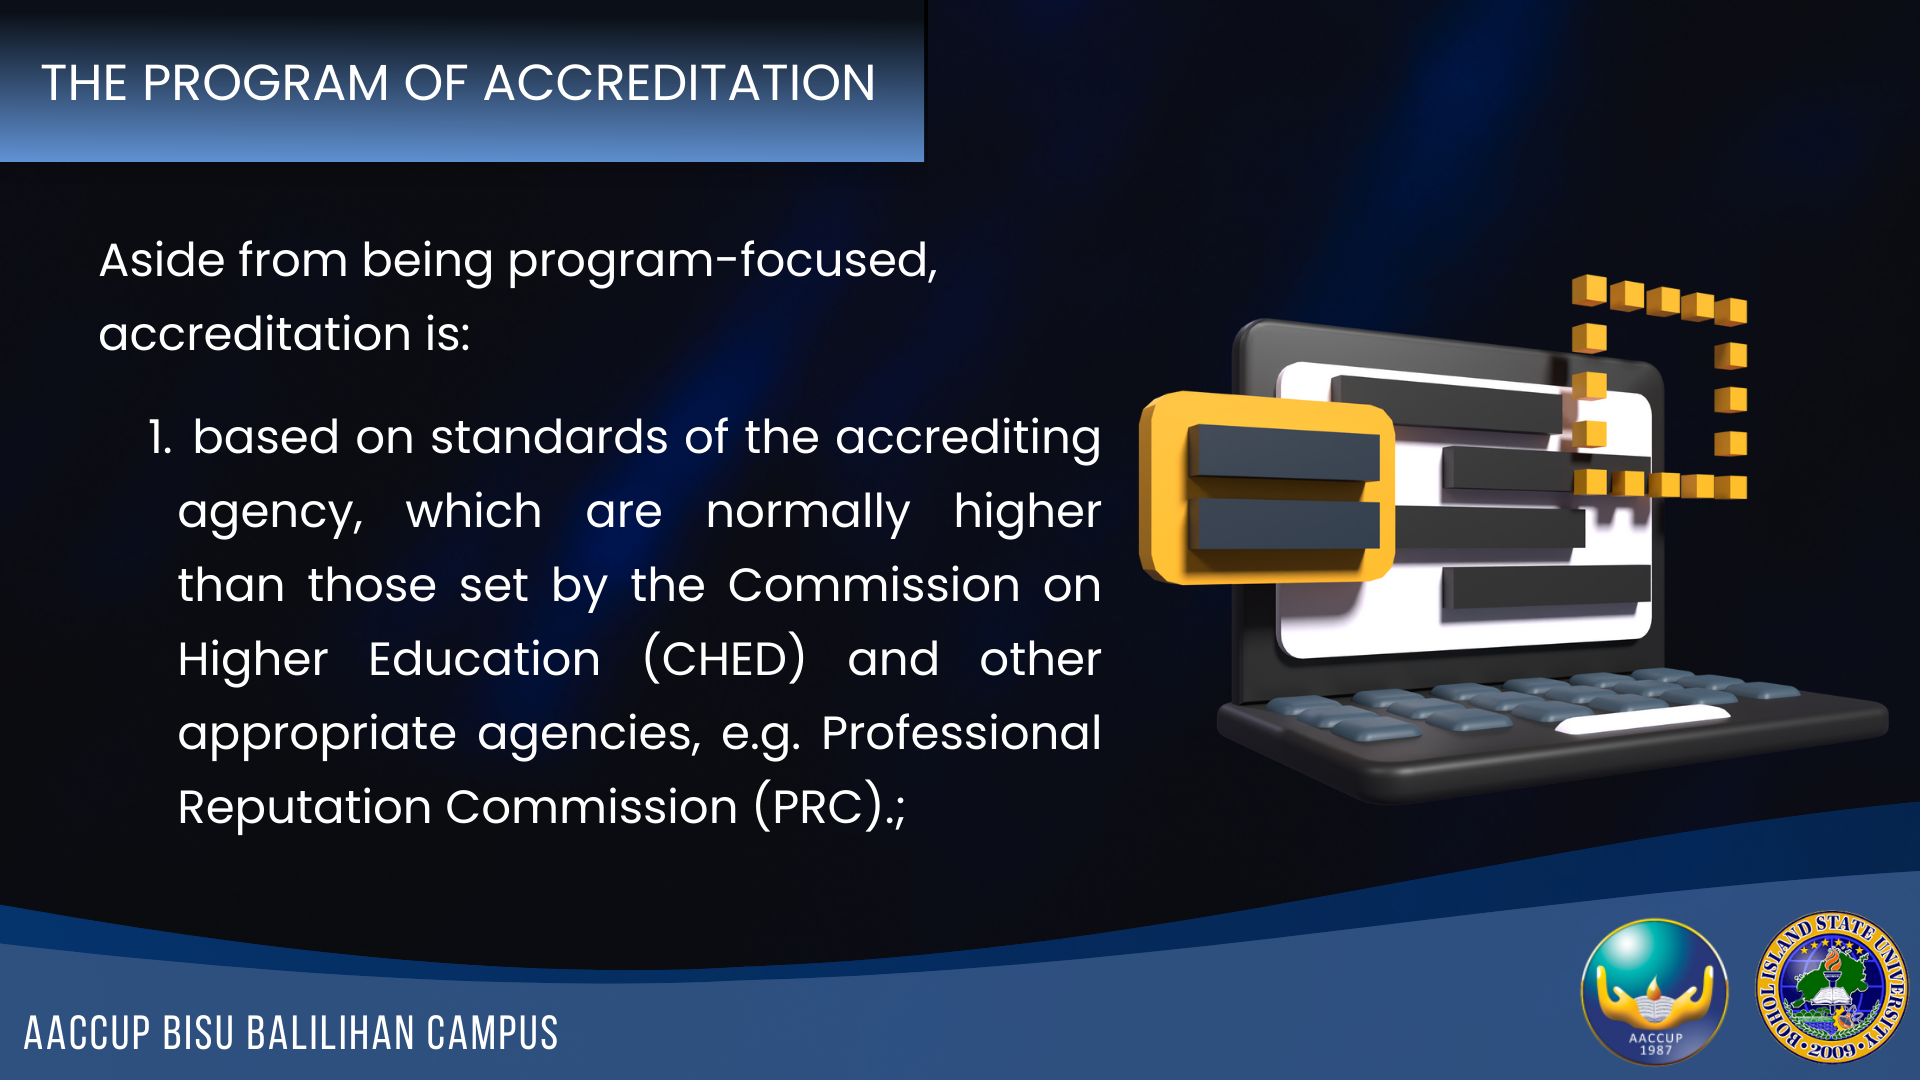 THE PROGRAM OF ACCREDITATION
Aside from being program-focused,
accreditation is:
1. based on standards of the accrediting
agency, which are normally higher
than those set by the Commission on
Higher Education (CHED) and other
appropriate agencies, e.g. Professional
Reputation Commission (PRC).;
AACCUP BISU BALILIHAN CAMPUS
AACCUP
1987
BOHOL ISLAND STATE UNIVERSITY
2009